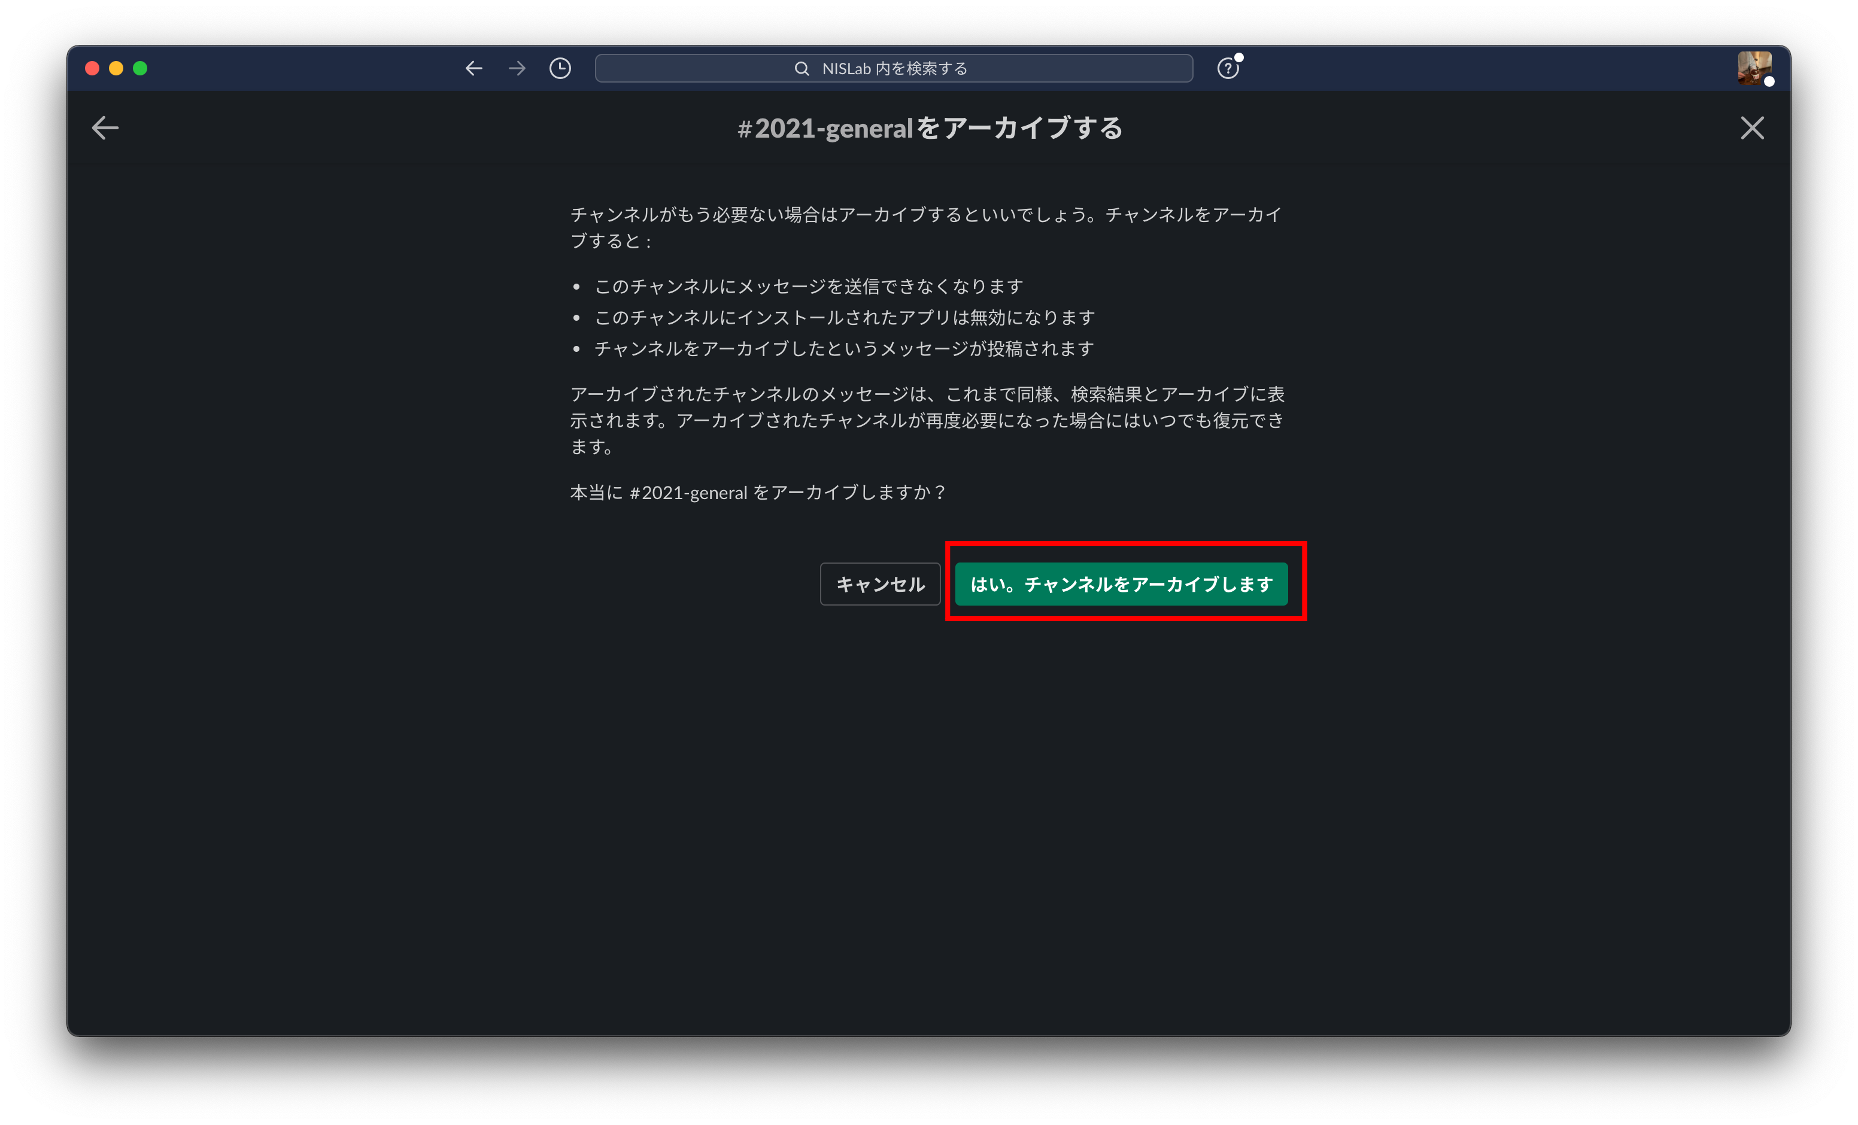 NISLab 内を検索する
#2021-generalをアーカイブする
チャンネルがもう必要ない場合はアーカイブするといいでしょう。チャンネルをアーカイ
ブすると :
• このチャンネルにメッセージを送信できなくなります
• このチャンネルにインストールされたアプリは無効になります
• チャンネルをアーカイブしたというメッセージが投稿されます
アーカイブされたチャンネルのメッセージは、これまで同様、検索結果とアーカイブに表
示されます。アーカイブされたチャンネルが再度必要になった場合にはいつでも復元でき
ます。
本当に #2021-general をアーカイブしますか？
キャンセル
はい。チャンネルをアーカイブします